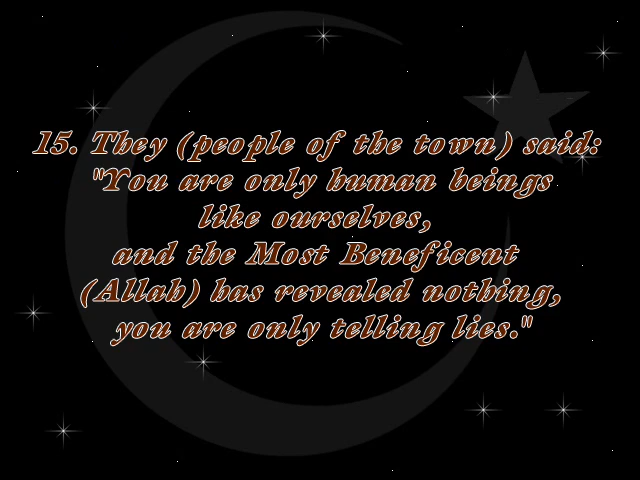 15. They (people of the town) said:
"You are only human beings
like ourselves,
and the Most Beneficent
(Allah) has revealed nothing,
you are only telling lies."